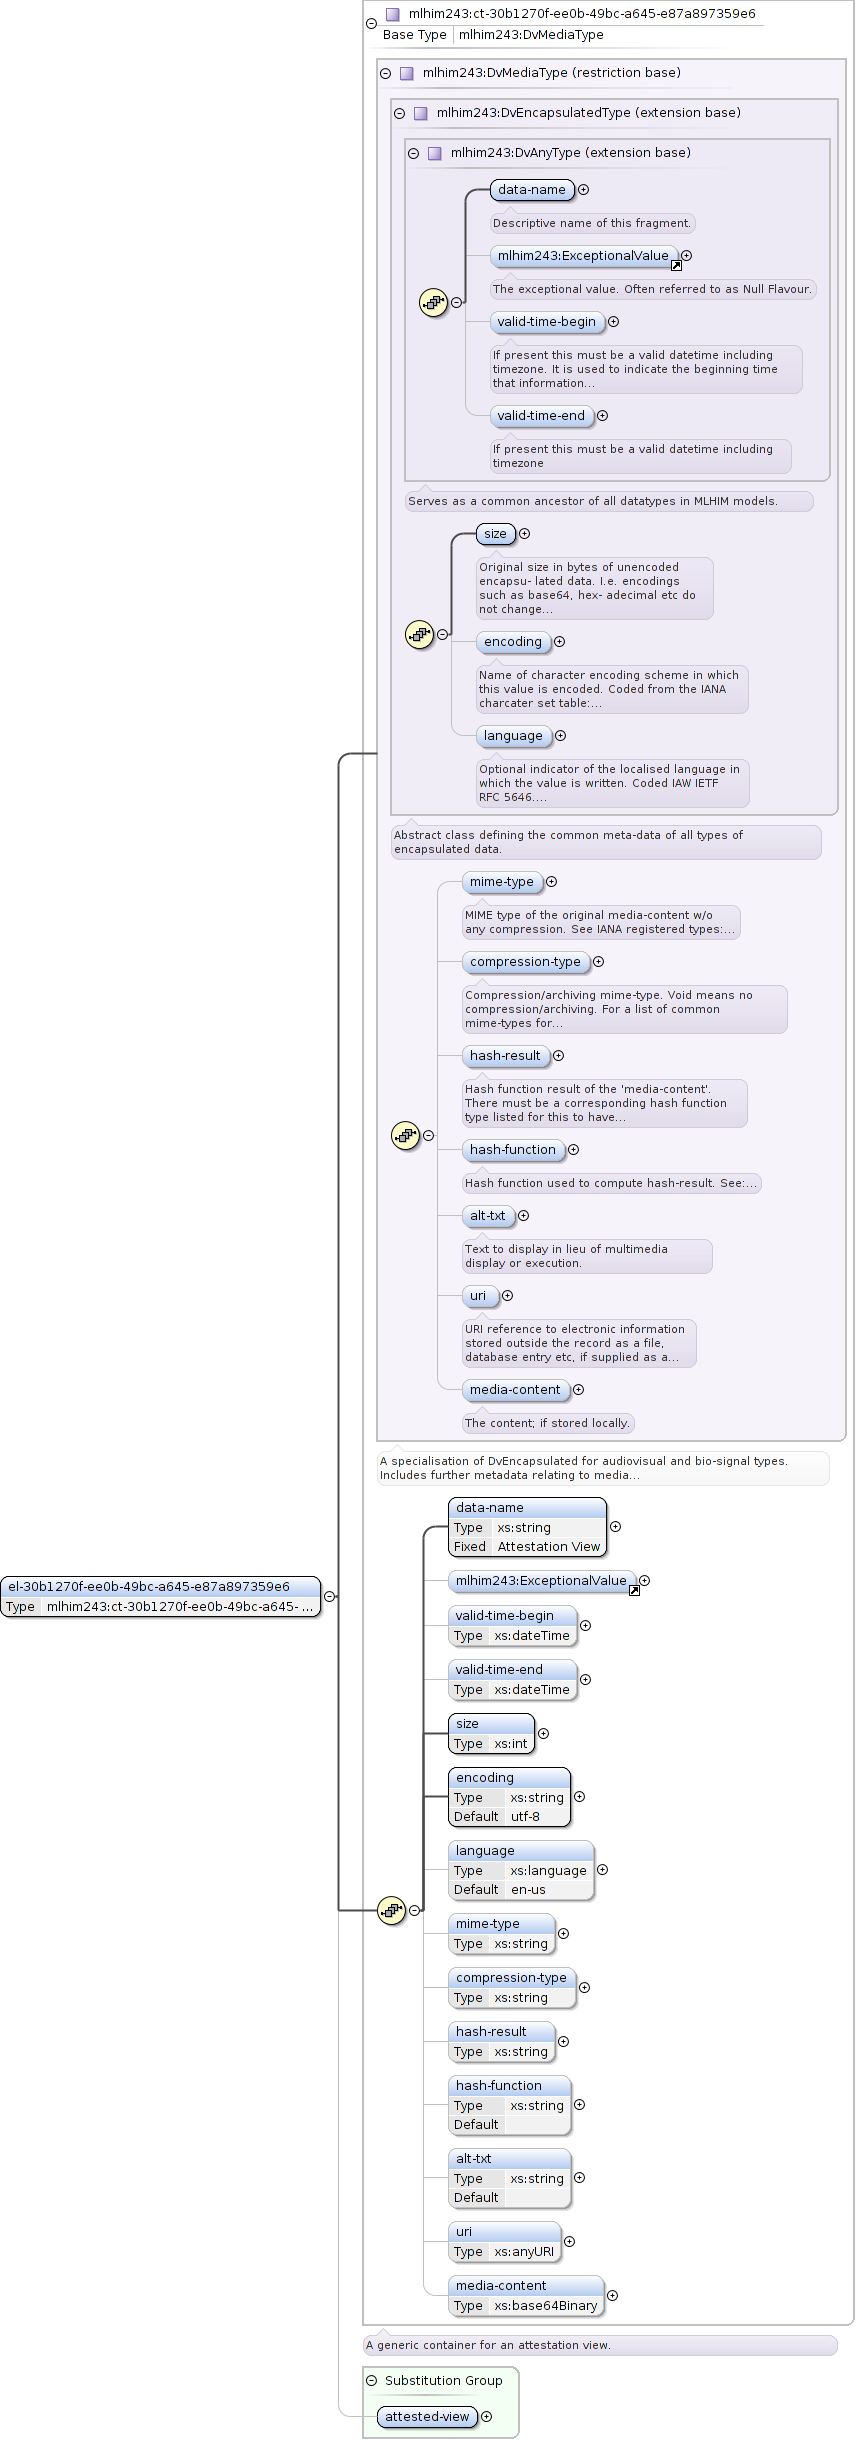 mlhim243:ct-30b1270f-ee0b-49bc-a645-e87a897359e6
Base Type mlhim243:DvMediaType
mlhim243:DvMediaType (restriction base)
mlhim243:DvEncapsulatedType (extension base)
mlhim243:DvAnyType (extension base)
data-name
Descriptive name of this fragment.
mlhim243:ExceptionalValue
The exceptional value. Often referred to as Null Flavour.
valid-time-begin
If present this must be a valid datetime including
timezone. It is used to indicate the beginning time
that information...
valid-time-end
If present this must be a valid datetime including
timezone
Serves as a common ancestor of all datatypes in MLHIM models.
size
Original size in bytes of unencoded
encapsu- lated data. I.e. encodings
such as base64, hex- adecimal etc do
not change...
encoding
Name of character encoding scheme in which
this value is encoded. Coded from the IANA
charcater set table:...
language
Optional indicator of the localised language in
which the value is written. Coded IAW IETF
RFC 5646....
Abstract class defining the common meta-data of all types of
encapsulated data.
mime-type
MIME type of the original media-content w/o
any compression. See IANA registered types:...
compression-type
Compression/archiving mime-type. Void means no
compression/archiving. For a list of common
mime-types for...
hash-result
Hash function result of the 'media-content'.
There must be a corresponding hash function
type listed for this to have...
hash-function
Hash function used to compute hash-result. See:...
alt-txt
Text to display in lieu of multimedia
display or execution.
uri
URI reference to electronic information
stored outside the record as a file,
database entry etc, if supplied as a...
media-content
The content; if stored locally.
A specialisation of DvEncapsulated for audiovisual and bio-signal types.
Includes further metadata relating to media...
data-name
Type xs:string
Fixed Attestation View
el-30b1270f-ee0b-49bc-a645-e87a897359e6
Type mlhim243:ct-30b1270f-ee0b-49bc-a645- ...
mlhim243:ExceptionalValue
valid-time-begin
Type xs:dateTime
valid-time-end
Type xs:dateTime
size
Type xs:int
encoding
Type xs:string
Default utf-8
language
Type xs:language
Default en-us
mime-type
Type xs:string
compression-type
Type xs:string
hash-result
Type xs:string
hash-function
Type xs:string
Default
alt-txt
Type xs:string
Default
uri
Type xs:anyURI
media-content
Type xs:base64Binary
A generic container for an attestation view.
Substitution Group
attested-view